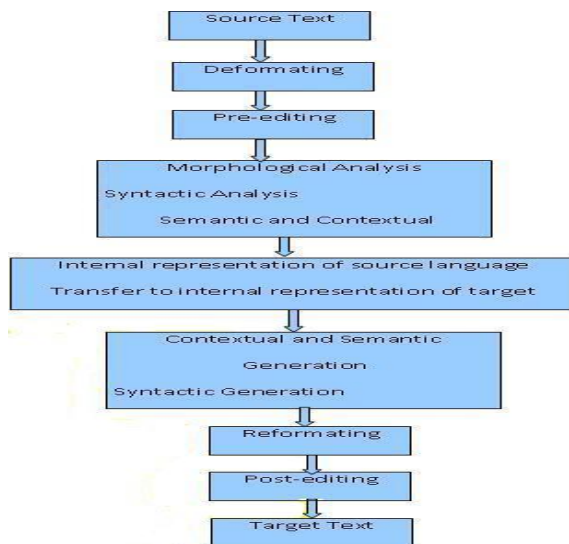 Source Text
Deformating
Pre-editing
Morphological Analysis
Syntactic Analysis
Semantic and Contextual
Internal representation of source language
Transfer to internal representation of target
Contextual and Semantic
Generation
Syntactic Generation
Reformating
Post-editing
Target Text